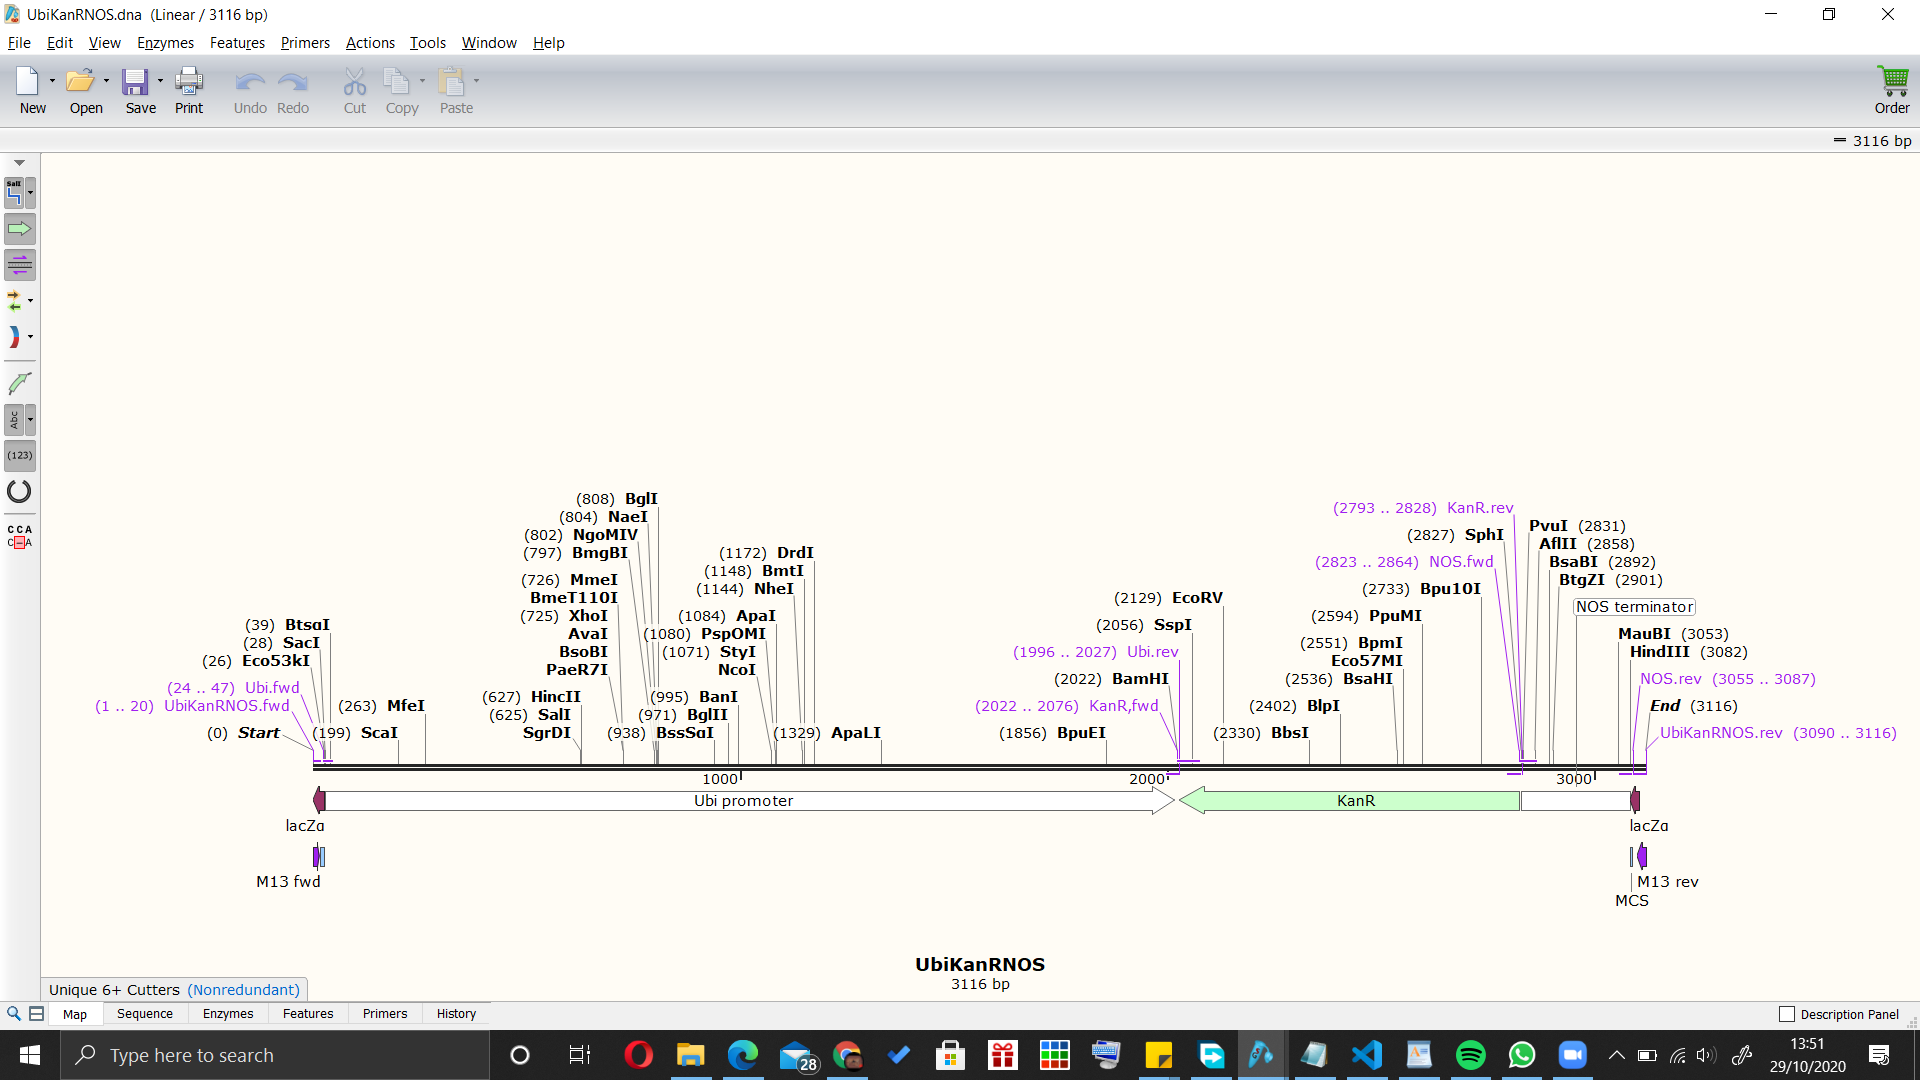 UbiKanRNOS.dna (Linear / 3116 bp)
File Edit View Enzymes Features Primers Actions Tools Window Help
New Open Save Print Undo Redo Cut Copy Paste Order
3116 bp
SalI
Abc
(123)
C C A
C – A
(808) BglI
(804) NaeI
(802) NgoMIV
(797) BmgBI
(726) MmeI
BmeT110I
(725) XhoI
AvaI
BsoBI
PaeR7I
(627) HincII
(625) SalI
SgrDI
(39) BtsαI
(28) SacI
(26) Eco53kI
(24 .. 47) Ubi.fwd
(1 .. 20) UbiKanRNOS.fwd
(0) Start
(263) MfeI
(199) ScaI
(1172) DrdI
(1148) BmtI
(1144) NheI
(1084) ApaI
(1080) PspOMI
(1071) StyI
NcoI
(995) BanI
(971) BglII
(938) BssSαI
(1329) ApaLI
(2129) EcoRV
(2056) SspI
(1996 .. 2027) Ubi.rev
(2022) BamHI
(2022 .. 2076) KanR,fwd
(1856) BpuEI
(2793 .. 2828) KanR.rev
(2827) SphI
(2823 .. 2864) NOS.fwd
(2733) Bpu10I
(2594) PpuMI
(2551) BpmI
Eco57MI
(2536) BsaHI
(2402) BlpI
(2330) BbsI
PvuI (2831)
AflII (2858)
BsaBI (2892)
BtgZI (2901)
NOS terminator
MauBI (3053)
HindIII (3082)
NOS.rev (3055 .. 3087)
End (3116)
UbiKanRNOS.rev (3090 .. 3116)
1000 2000 3000
Ubi promoter KanR
lacZα lacZα
M13 fwd M13 rev
MCS
UbiKanRNOS
3116 bp
Unique 6+ Cutters (Nonredundant)
Map Sequence Enzymes Features Primers History Description Panel
Type here to search
28
13:51
29/10/2020